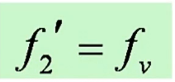 f₂′ = fᵥ